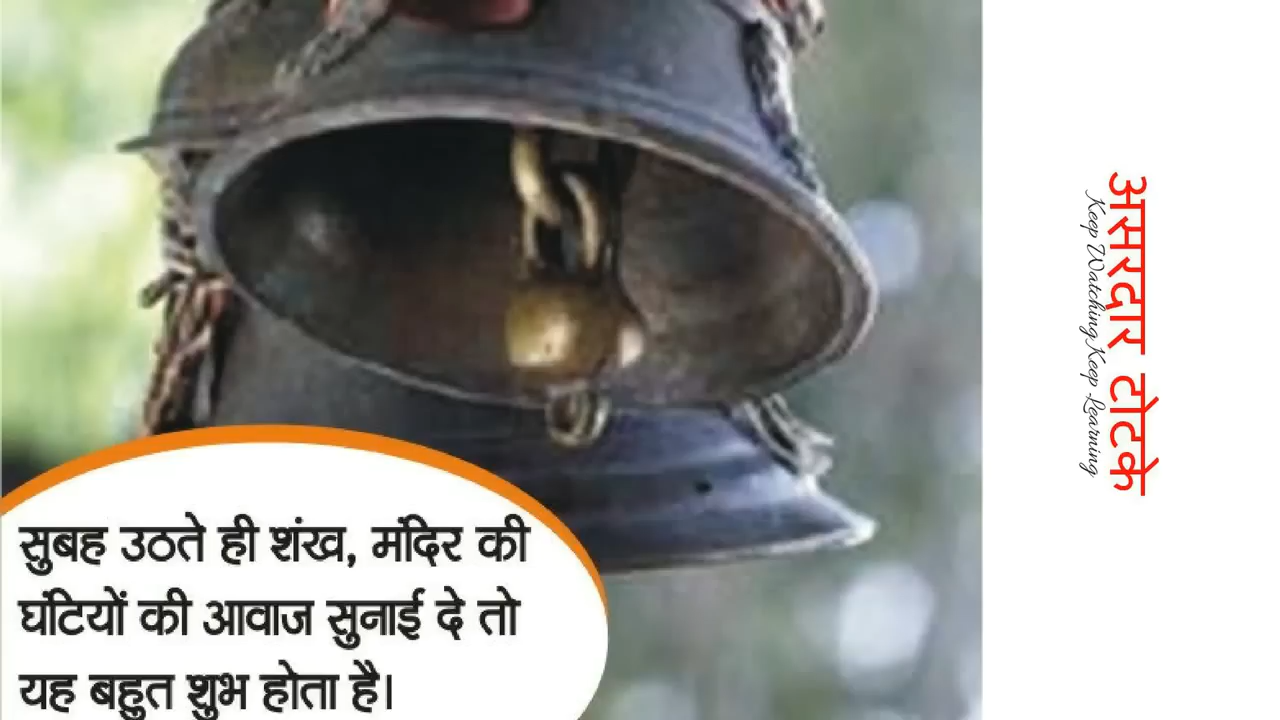 सुबह उठते ही शंख, मंदिर की
घंटियों की आवाज सुनाई दे तो
यह बहुत शुभ होता है।
असरदार टोटके
Keep Watching Keep Learning